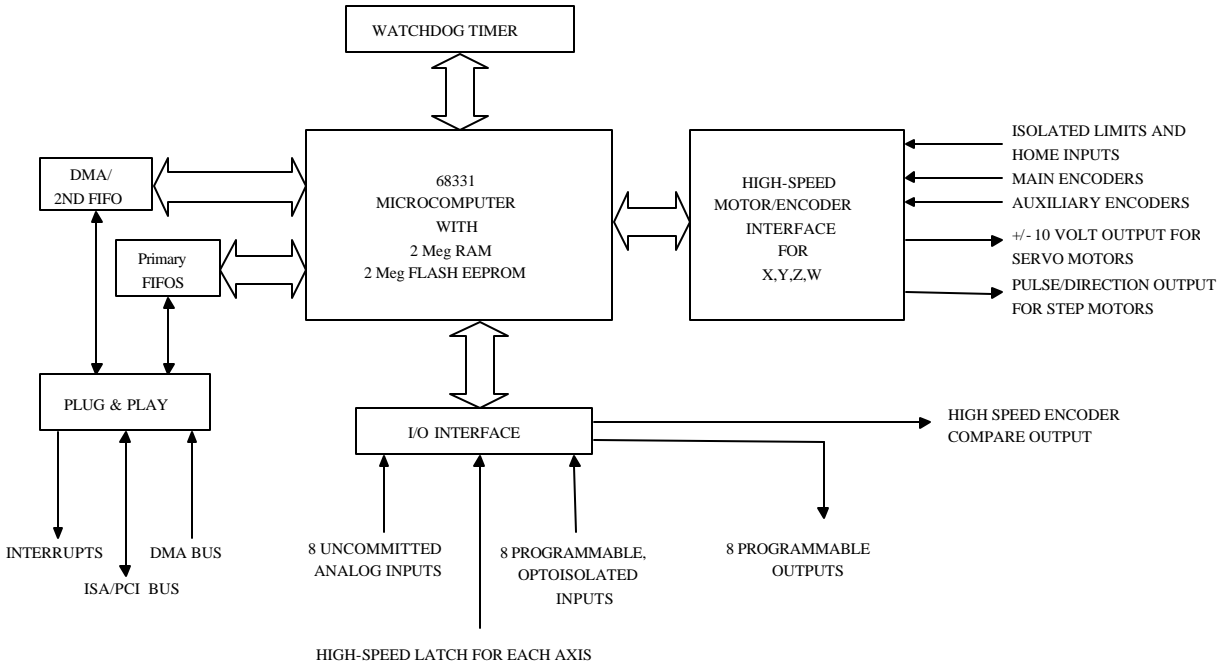 WATCHDOG TIMER
ISOLATED LIMITS AND
HOME INPUTS
MAIN ENCODERS
AUXILIARY ENCODERS
+/- 10 VOLT OUTPUT FOR
SERVO MOTORS
PULSE/DIRECTION OUTPUT
FOR STEP MOTORS
DMA/
2ND FIFO
68331
MICROCOMPUTER
WITH
2 Meg RAM
2 Meg FLASH EEPROM
HIGH-SPEED
MOTOR/ENCODER
INTERFACE
FOR
X,Y,Z,W
Primary
FIFOS
PLUG & PLAY
I/O INTERFACE
HIGH SPEED ENCODER
COMPARE OUTPUT
INTERRUPTS
DMA BUS
ISA/PCI BUS
8 UNCOMMITTED
ANALOG INPUTS
8 PROGRAMMABLE,
OPTOISOLATED
INPUTS
8 PROGRAMMABLE
OUTPUTS
HIGH-SPEED LATCH FOR EACH AXIS